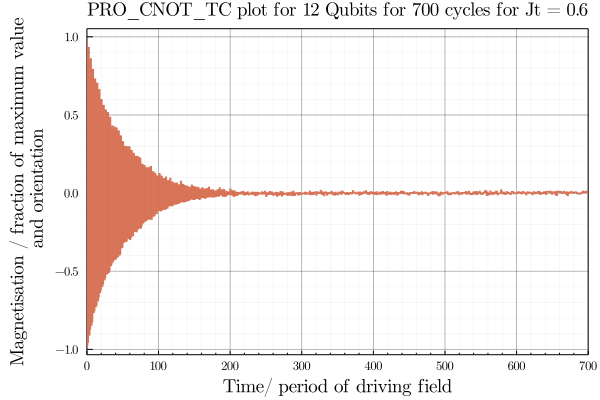 PRO_CNOT_TC plot for 12 Qubits for 700 cycles for Jt = 0.6
Magnetisation / fraction of maximum value
and orientation
1.0
0.5
0.0
−0.5
−1.0
0 100 200 300 400 500 600 700
Time/ period of driving field